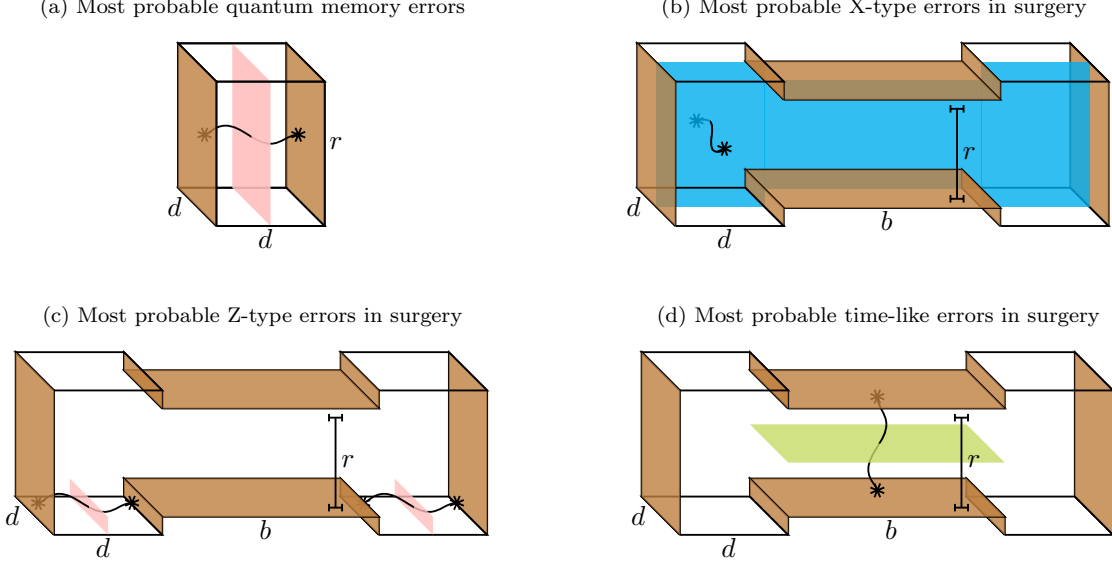 (a) Most probable quantum memory errors
r
d
d
(b) Most probable X-type errors in surgery
r
d
b
d
(c) Most probable Z-type errors in surgery
r
d
b
d
(d) Most probable time-like errors in surgery
r
d
b
d